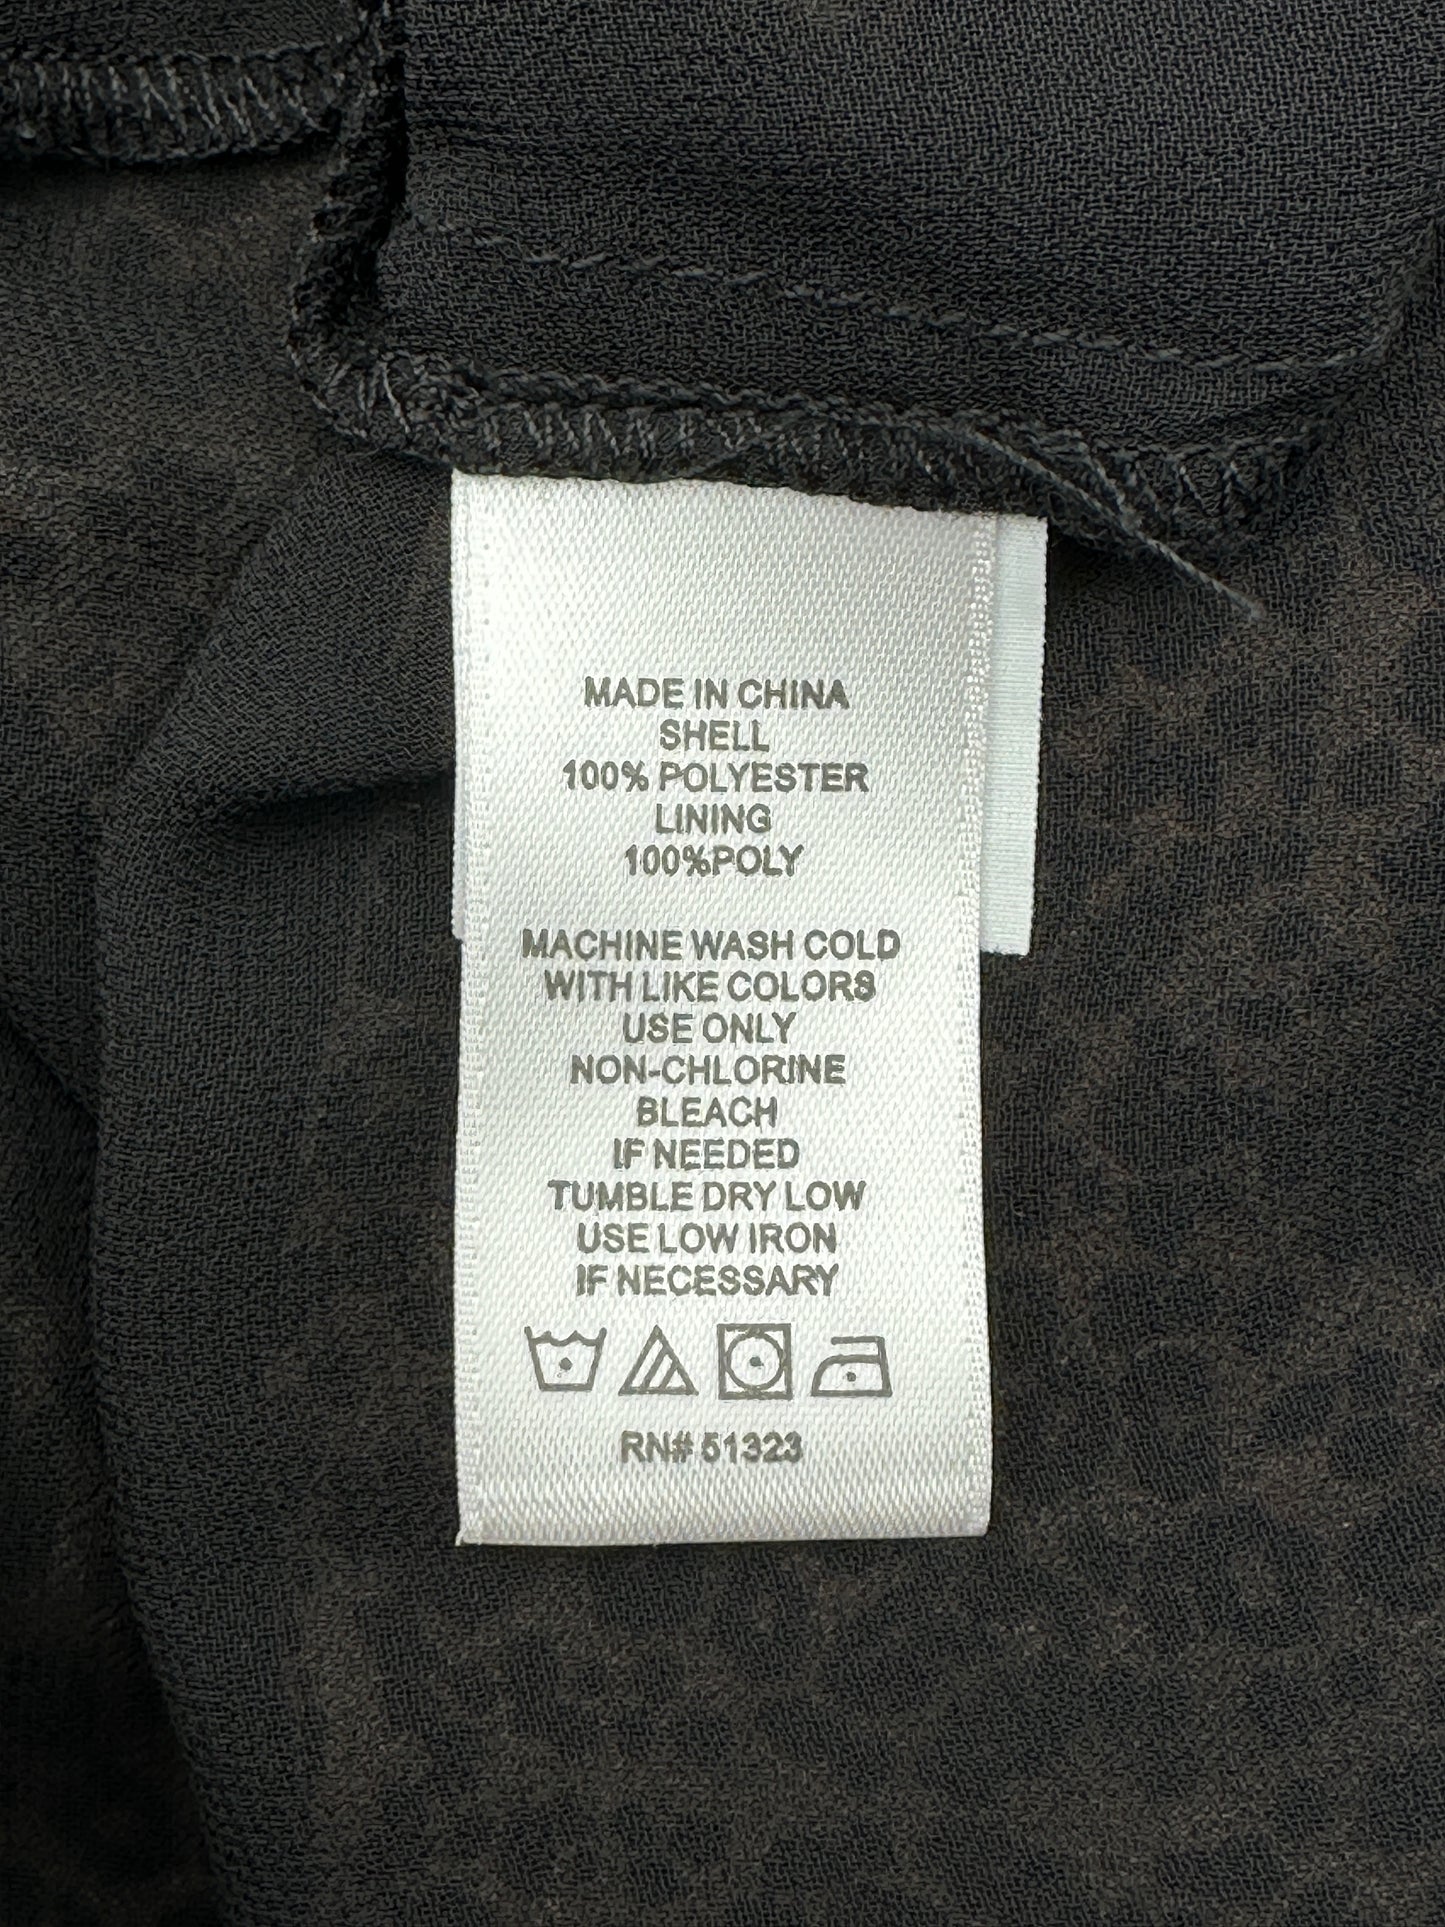 MADE IN CHINA
SHELL
100% POLYESTER
LINING
100%POLY
MACHINE WASH COLD
WITH LIKE COLORS
USE ONLY
NON-CHLORINE
BLEACH
IF NEEDED
TUMBLE DRY LOW
USE LOW IRON
IF NECESSARY
RN# 51323